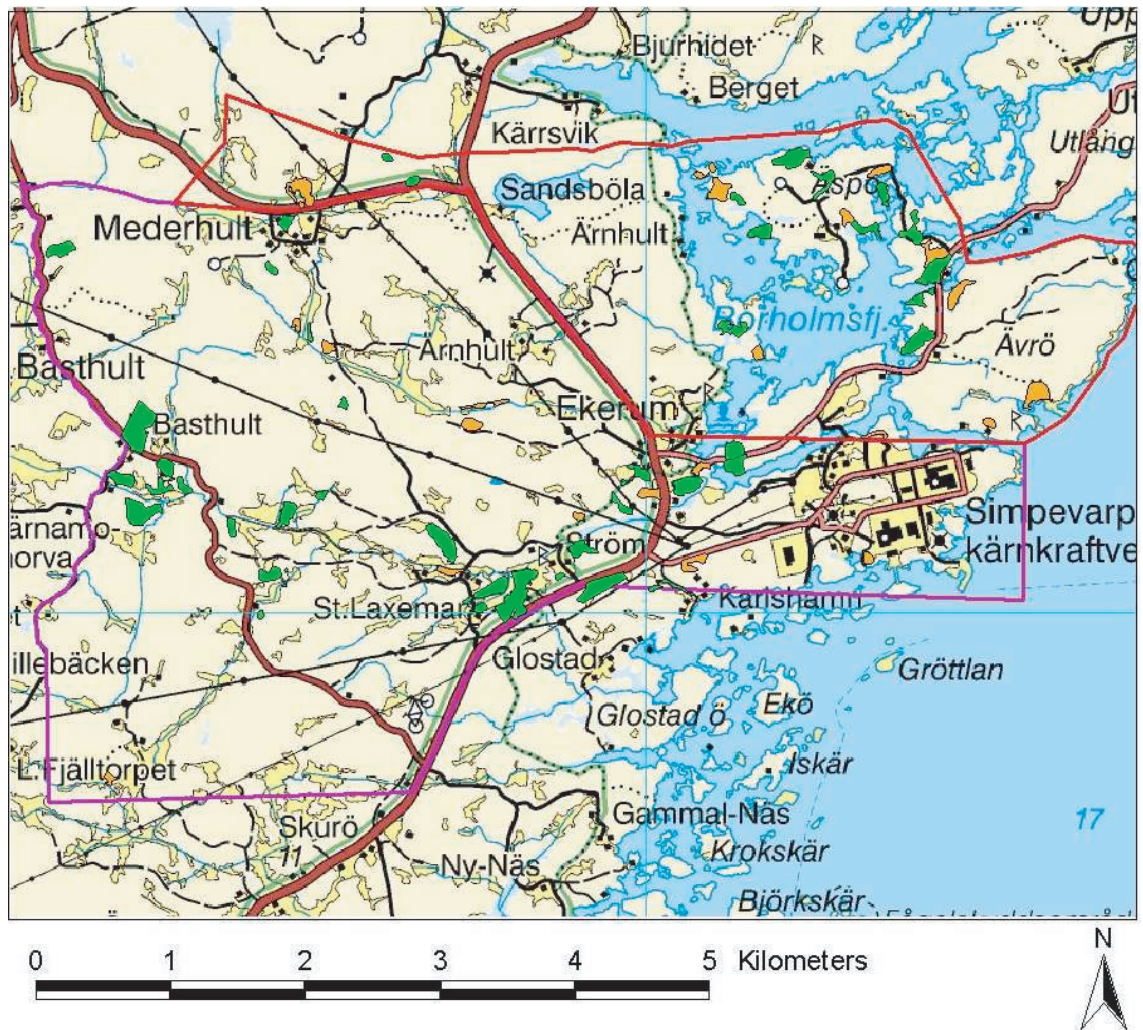 Bjurhidet
Berget
Kärrsvik
Utlång
Sandsböla
Äspö
Mederhult
Ärnhult
Borholmsfj.
Ärnhult
Ävrö
Basthult
Ekerum
Basthult
Simpevarp
kärnkraftve
Ström
St.Laxemar
Karlshamn
illebäcken
Glostad
Gröttlan
Glostad ö
Ekö
L.Fjälltorpet
Iskär
Gammal-Näs
17
Skurö
11
Krokskär
Ny-Näs
Björkskär
0 1 2 3 4 5 Kilometers
N